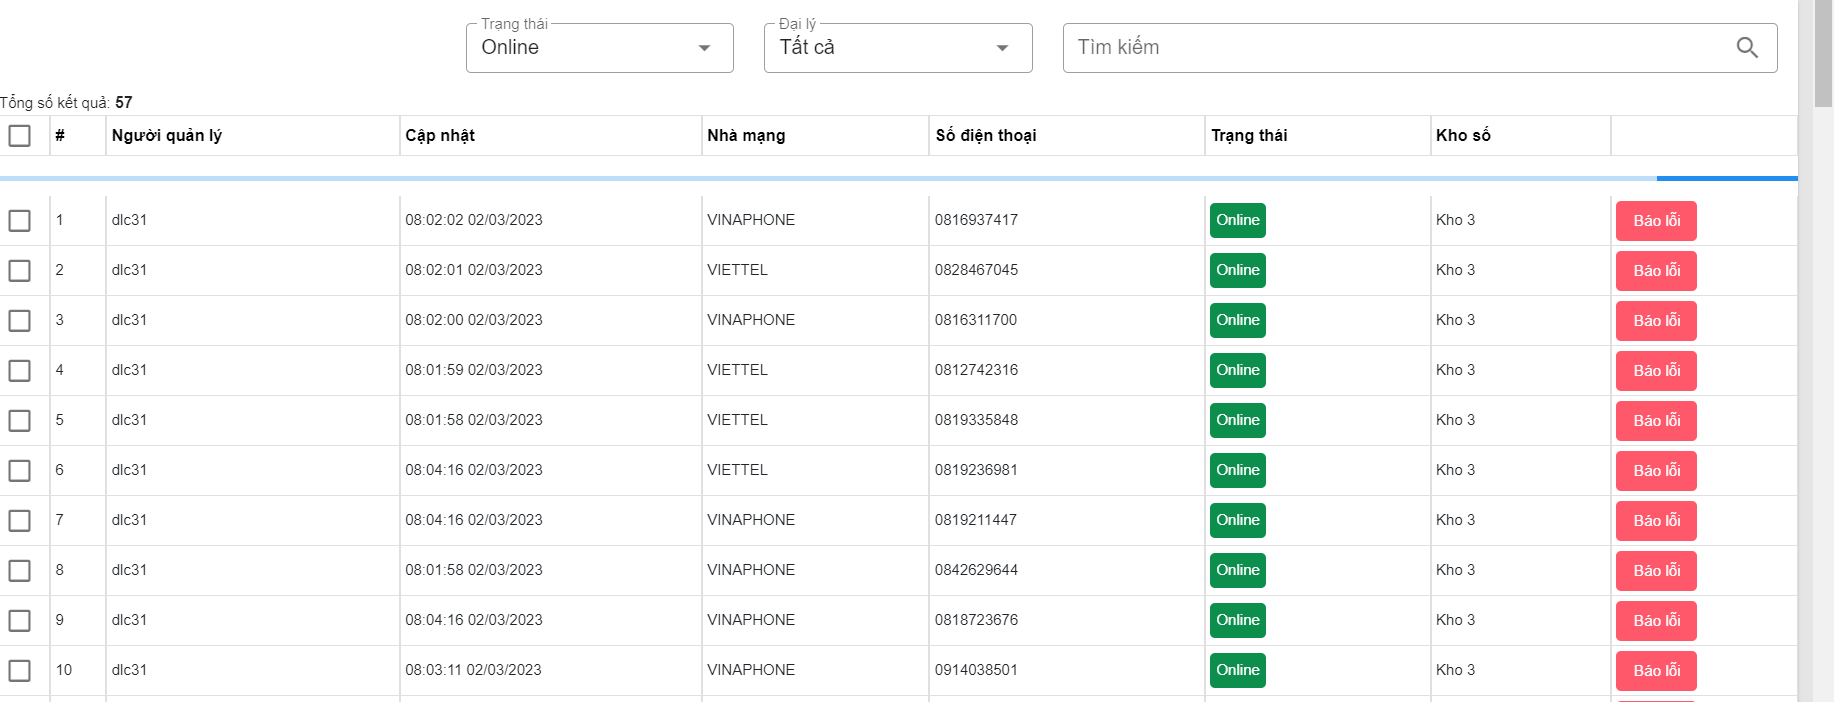 Trạng thái
Đại lý
Online
Tất cả
Tìm kiếm
Tổng số kết quả: 57
# Người quản lý Cập nhật Nhà mạng Số điện thoại Trạng thái Kho số
1 dlc31 08:02:02 02/03/2023 VINAPHONE 0816937417 Online Kho 3 Báo lỗi
2 dlc31 08:02:01 02/03/2023 VIETTEL 0828467045 Online Kho 3 Báo lỗi
3 dlc31 08:02:00 02/03/2023 VINAPHONE 0816311700 Online Kho 3 Báo lỗi
4 dlc31 08:01:59 02/03/2023 VIETTEL 0812742316 Online Kho 3 Báo lỗi
5 dlc31 08:01:58 02/03/2023 VIETTEL 0819335848 Online Kho 3 Báo lỗi
6 dlc31 08:04:16 02/03/2023 VIETTEL 0819236981 Online Kho 3 Báo lỗi
7 dlc31 08:04:16 02/03/2023 VINAPHONE 0819211447 Online Kho 3 Báo lỗi
8 dlc31 08:01:58 02/03/2023 VINAPHONE 0842629644 Online Kho 3 Báo lỗi
9 dlc31 08:04:16 02/03/2023 VINAPHONE 0818723676 Online Kho 3 Báo lỗi
10 dlc31 08:03:11 02/03/2023 VINAPHONE 0914038501 Online Kho 3 Báo lỗi